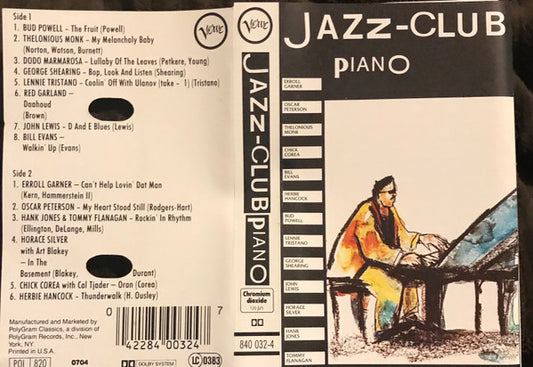 Side 1
1. BUD POWELL – The Fruit (Powell)
2. THELONIOUS MONK – My Melancholy Baby
(Norton, Watson, Burnett)
3. DODO MARMAROSA – Lullaby Of The Leaves (Petkere, Young)
4. GEORGE SHEARING – Bop, Look And Listen (Shearing)
5. LENNIE TRISTANO – Coolin' Off With Ulanov (take - 1) (Tristano)
6. RED GARLAND –
Daahoud
(Brown)
7. JOHN LEWIS – D And E Blues (Lewis)
8. BILL EVANS –
Walkin' Up (Evans)
Side 2
1. ERROLL GARNER – Can't Help Lovin' Dat Man
(Kern, Hammerstein II)
2. OSCAR PETERSON – My Heart Stood Still (Rodgers-Hart)
3. HANK JONES & TOMMY FLANAGAN – Rockin' In Rhythm
(Ellington, DeLange, Mills)
4. HORACE SILVER
with Art Blakey
– In The
Basement (Blakey, Durant)
5. CHICK COREA with Cal Tjader – Oran (Corea)
6. HERBIE HANCOCK – Thunderwalk (H. Ousley)
Manufactured and Marketed by
PolyGram Classics, a division of
PolyGram Records, Inc., New
York, NY
Printed in U.S.A.
POL 820 0704
0 42284 00324 7
DOLBY SYSTEM
LC 0383
Verve
JAZZ-CLUB PIANO
Chromium
dioxide
840 032-4
Verve
JAZZ-CLUB
PIANO
ERROLL
GARNER
OSCAR
PETERSON
THELONIOUS
MONK
CHICK
COREA
BILL
EVANS
HERBIE
HANCOCK
BUD
POWELL
LENNIE
TRISTANO
GEORGE
SHEARING
JOHN
LEWIS
HORACE
SILVER
HANK
JONES
TOMMY
FLANAGAN